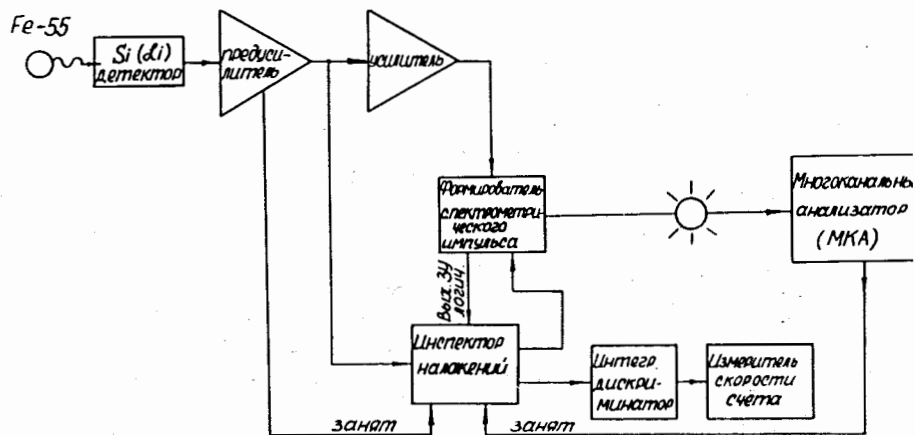 Fe-55
Si(Li)
детектор
предуси-
литель
усилитель
Формирователь
спектрометри-
ческого
импульса
Многоканальный
анализатор
(МКА)
Вых. ЗУ
логич.
Инспектор
наложений
Интегр.
дискри-
минатор
Измеритель
скорости
счета
занят
занят